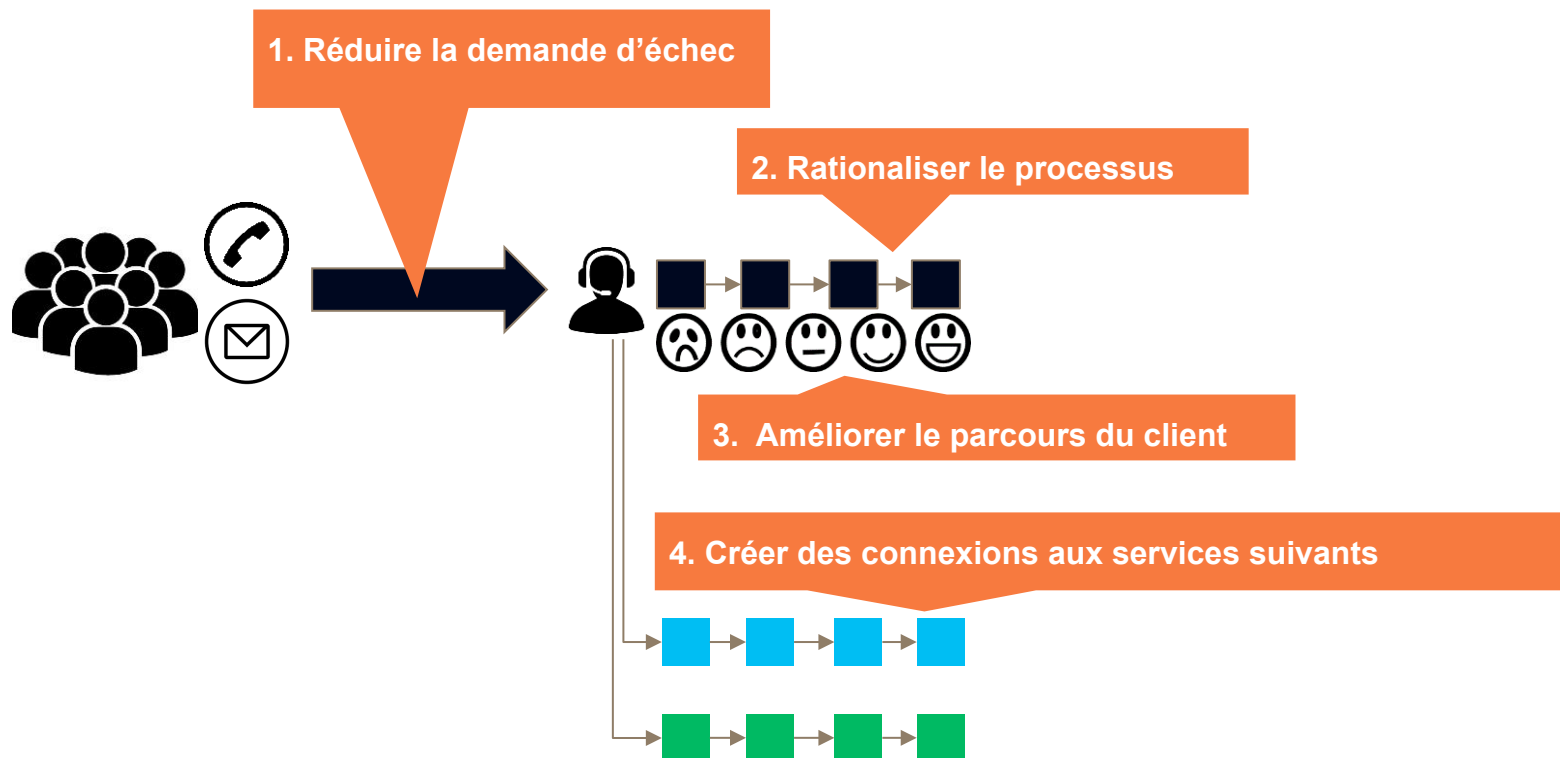 1. Réduire la demande d’échec
2. Rationaliser le processus
3. Améliorer le parcours du client
4. Créer des connexions aux services suivants